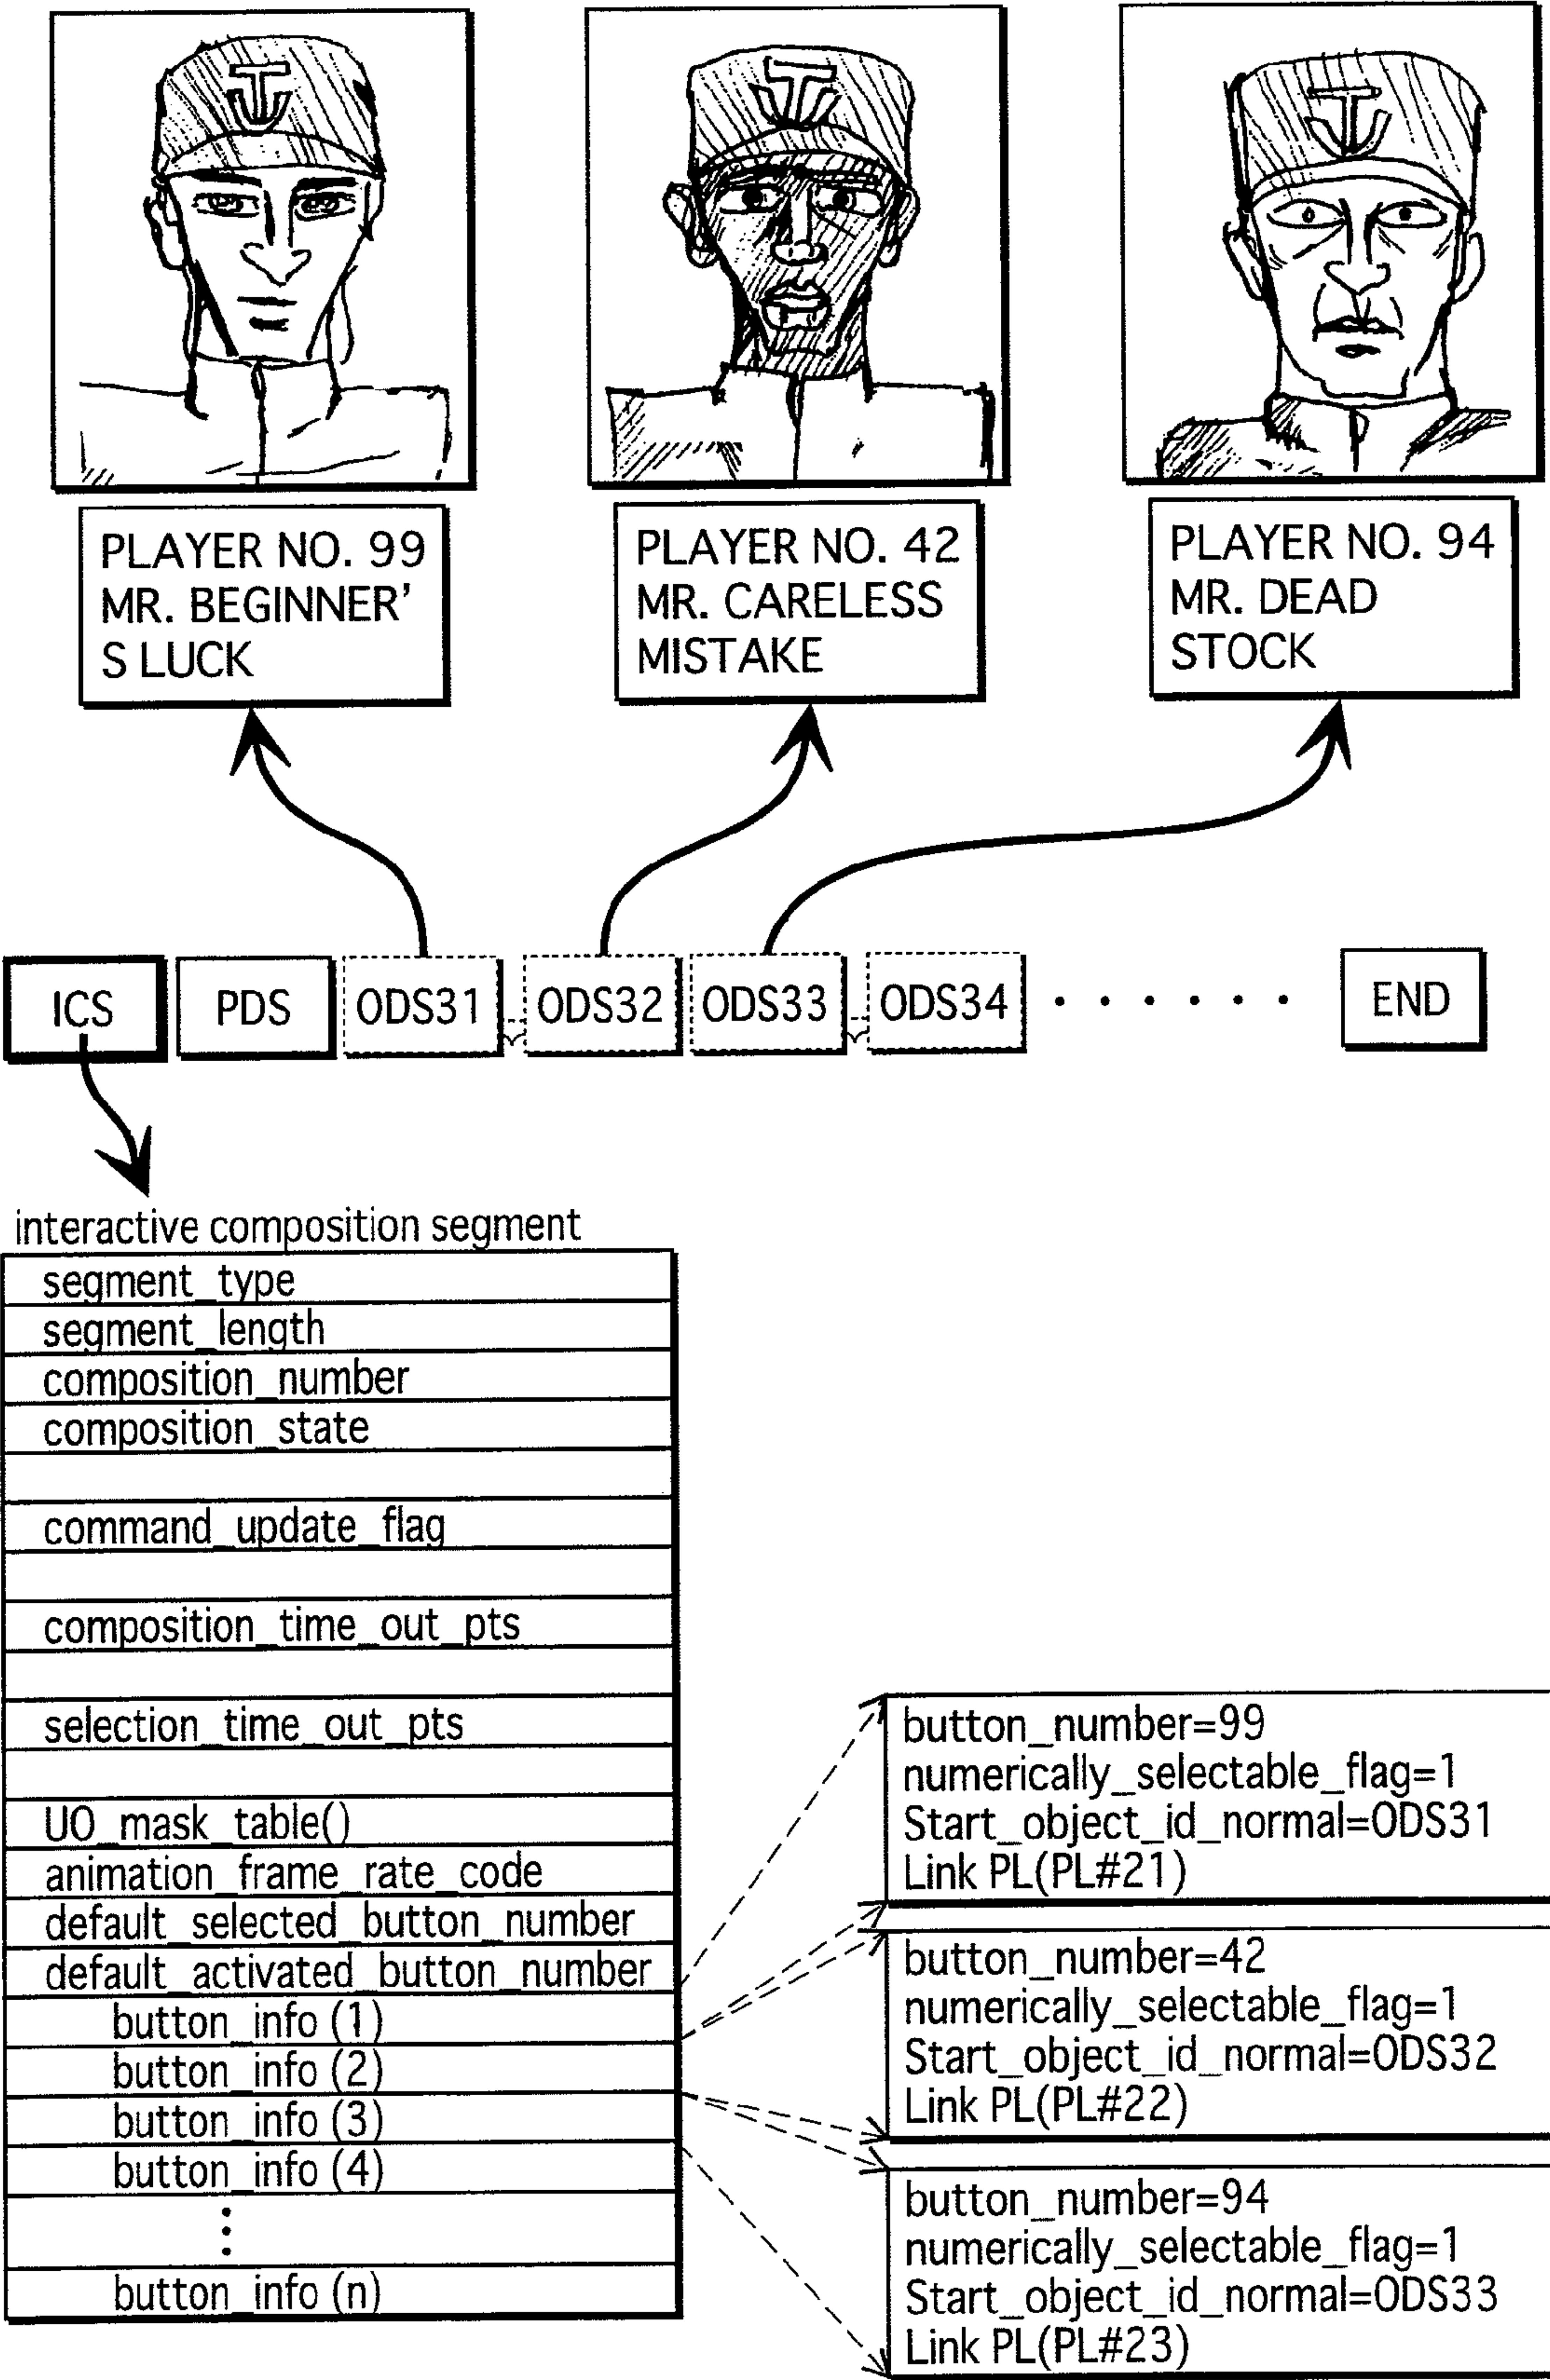 PLAYER NO. 99
MR. BEGINNER'
S LUCK
PLAYER NO. 42
MR. CARELESS
MISTAKE
PLAYER NO. 94
MR. DEAD
STOCK
ICS
PDS
ODS31
ODS32
ODS33
ODS34
END
interactive composition segment
segment_type
segment_length
composition_number
composition_state
command_update_flag
composition_time_out_pts
selection_time_out_pts
UO_mask_table()
animation_frame_rate_code
default_selected_button_number
default_activated_button_number
button_info (1)
button_info (2)
button_info (3)
button_info (4)
button_info (n)
button_number=99
numerically_selectable_flag=1
Start_object_id_normal=ODS31
Link PL(PL#21)
button_number=42
numerically_selectable_flag=1
Start_object_id_normal=ODS32
Link PL(PL#22)
button_number=94
numerically_selectable_flag=1
Start_object_id_normal=ODS33
Link PL(PL#23)